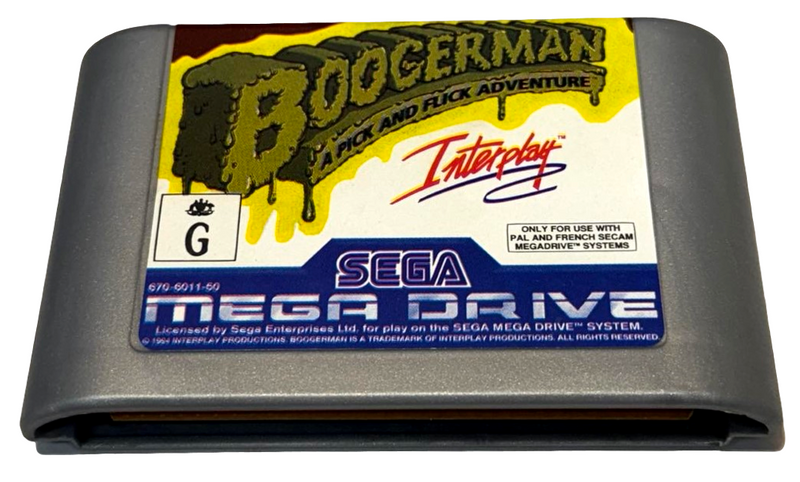 BOOGERMAN
A PICK AND FLICK ADVENTURE
Interplay™
G
ONLY FOR USE WITH
PAL AND FRENCH SECAM
MEGADRIVE™ SYSTEMS
SEGA
670-6011-50
MEGA DRIVE
Licensed by Sega Enterprises Ltd. for play on the SEGA MEGA DRIVE™ SYSTEM.
© 1994 INTERPLAY PRODUCTIONS. BOOGERMAN IS A TRADEMARK OF INTERPLAY PRODUCTIONS. ALL RIGHTS RESERVED.